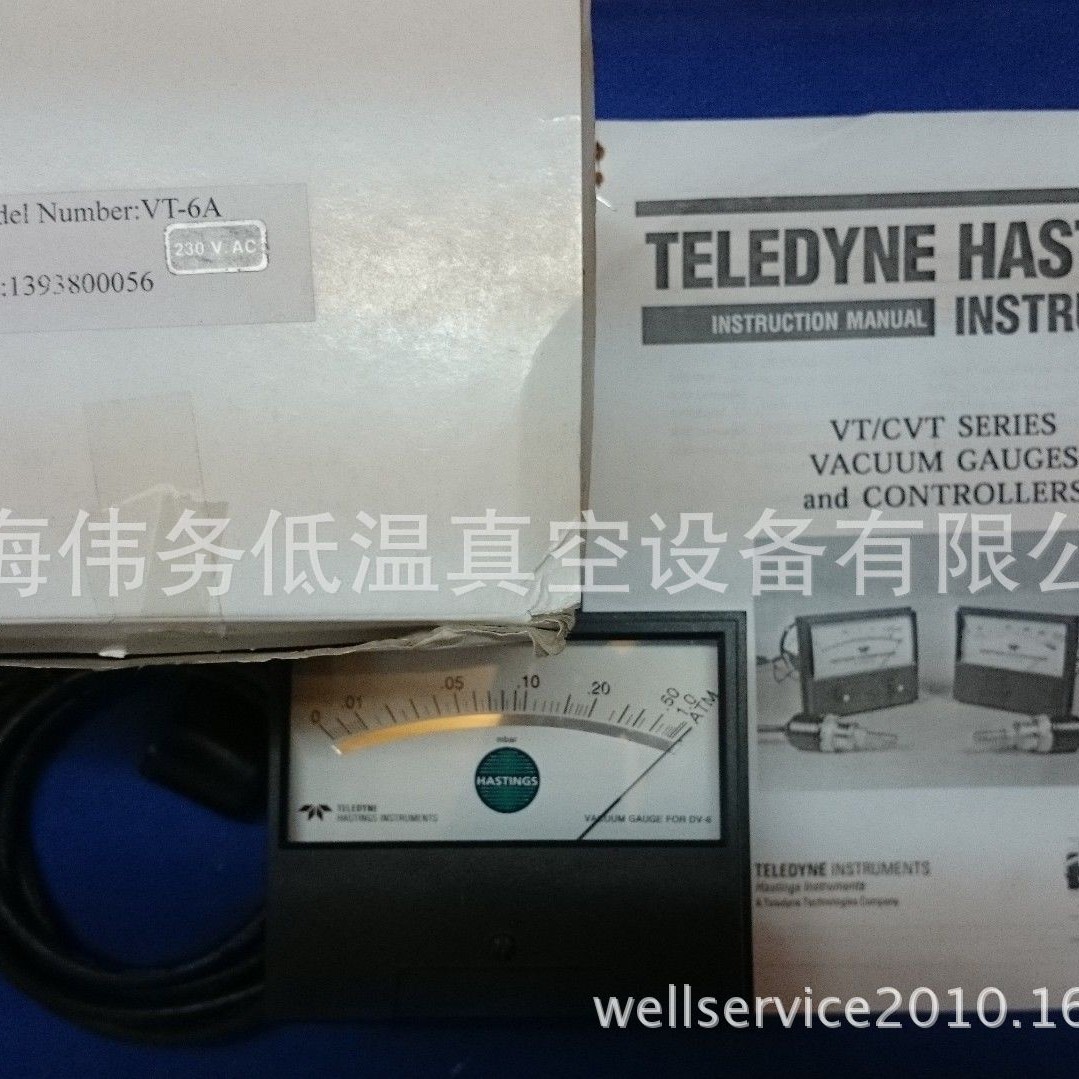 del Number:VT-6A
230 V. AC
:1393800056
TELEDYNE HAST
INSTRUCTION MANUAL INSTRU
VT/CVT SERIES
VACUUM GAUGES
and CONTROLLERS
海伟务低温真空设备有限公
0 .01 .05 .10 .20 .50 1.0 ATM
mbar
HASTINGS
TELEDYNE
HASTINGS INSTRUMENTS
VACUUM GAUGE FOR DV-6
TELEDYNE INSTRUMENTS
Hastings Instruments
A Teledyne Technologies Company
wellservice2010.16